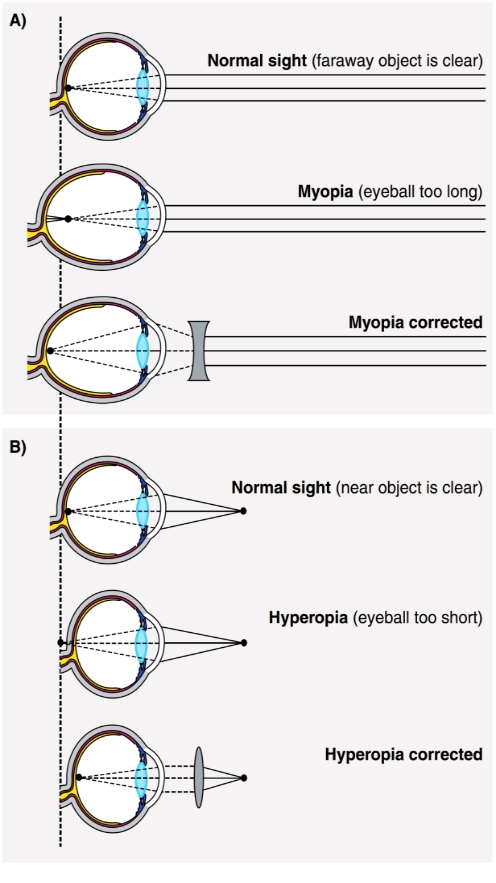 A)
Normal sight (faraway object is clear)
Myopia (eyeball too long)
Myopia corrected
B)
Normal sight (near object is clear)
Hyperopia (eyeball too short)
Hyperopia corrected